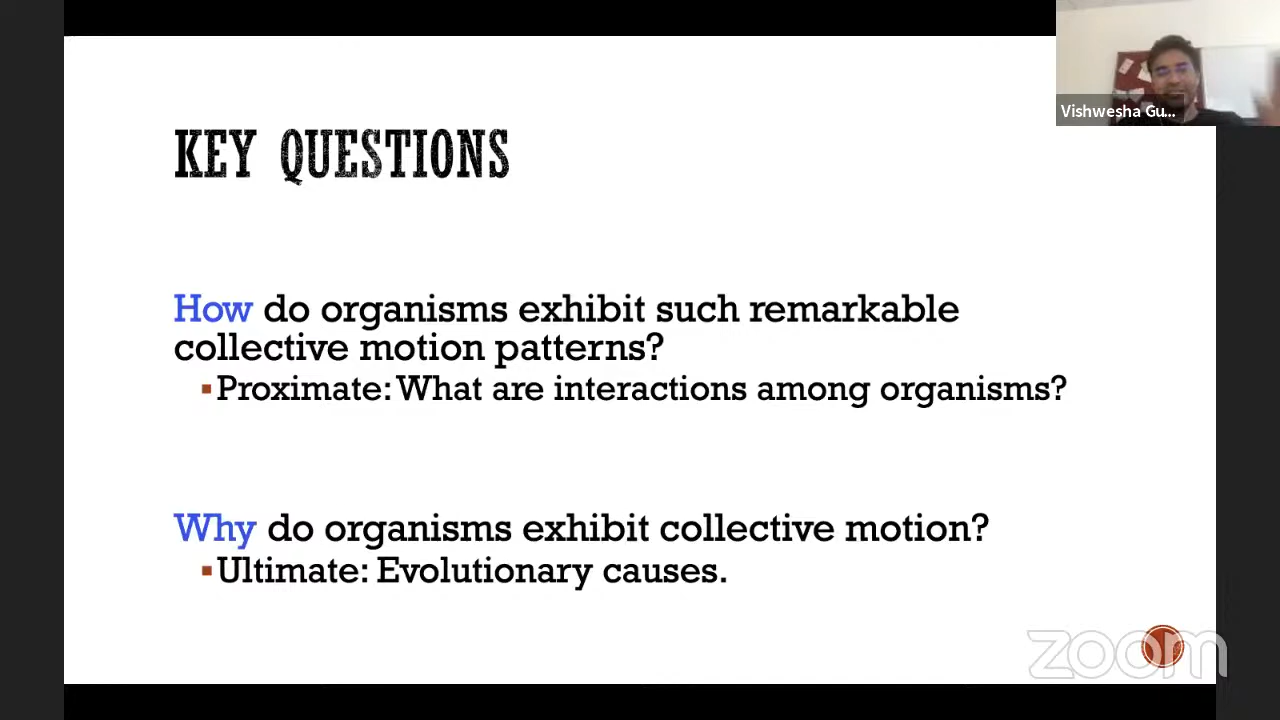 Vishwesha Gu...
KEY QUESTIONS
How do organisms exhibit such remarkable
collective motion patterns?
▪Proximate: What are interactions among organisms?
Why do organisms exhibit collective motion?
▪Ultimate: Evolutionary causes.
zoom